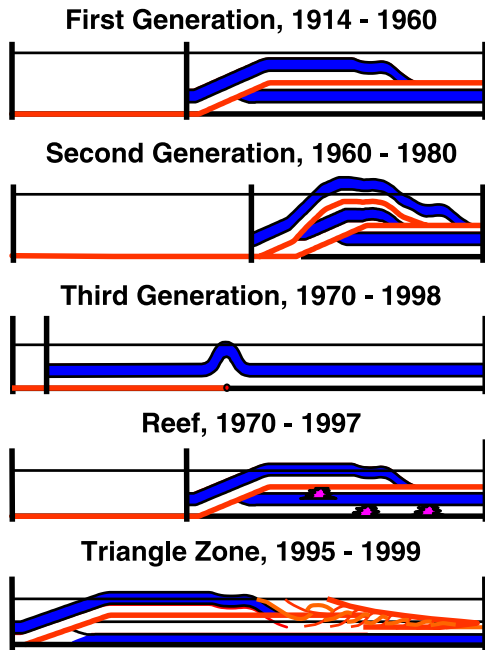 First Generation, 1914 - 1960
Second Generation, 1960 - 1980
Third Generation, 1970 - 1998
Reef, 1970 - 1997
Triangle Zone, 1995 - 1999